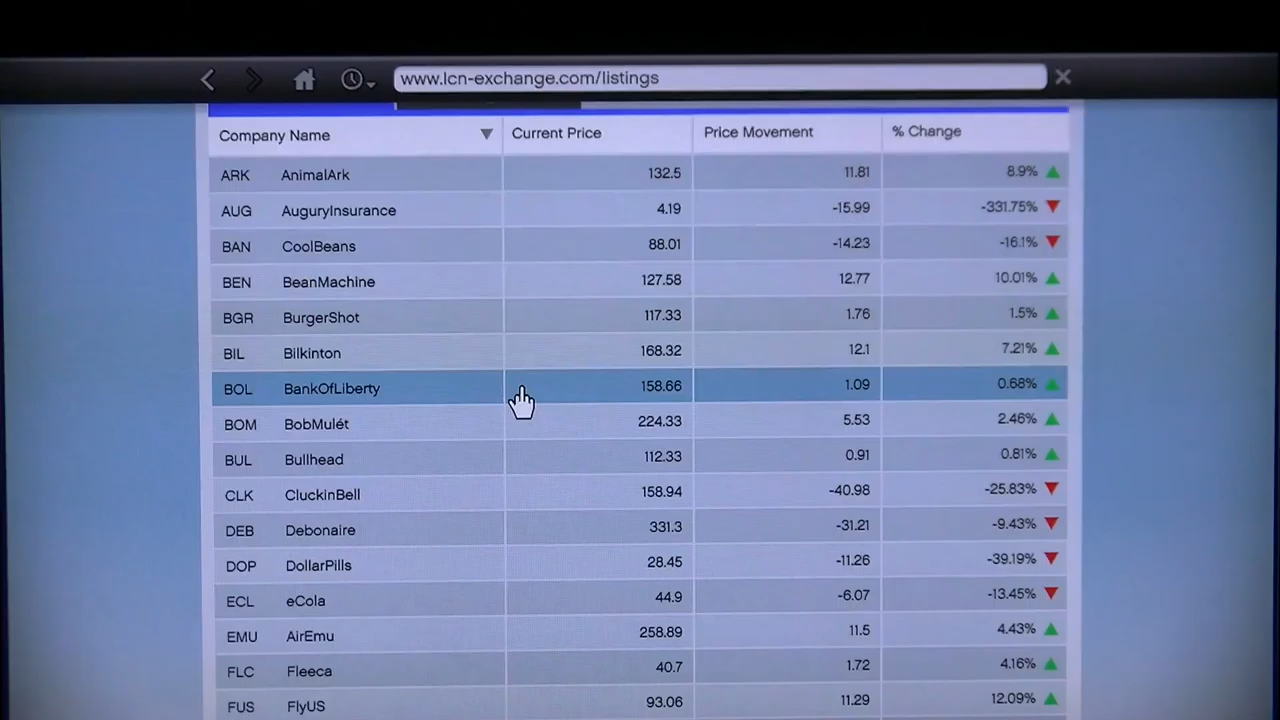 www.lcn-exchange.com/listings
Company Name Current Price Price Movement % Change
ARK AnimalArk 132.5 11.81 8.9%
AUG AuguryInsurance 4.19 -15.99 -331.75%
BAN CoolBeans 88.01 -14.23 -16.1%
BEN BeanMachine 127.58 12.77 10.01%
BGR BurgerShot 117.33 1.76 1.5%
BIL Bilkinton 168.32 12.1 7.21%
BOL BankOfLiberty 158.66 1.09 0.68%
BOM BobMulét 224.33 5.53 2.46%
BUL Bullhead 112.33 0.91 0.81%
CLK CluckinBell 158.94 -40.98 -25.83%
DEB Debonaire 331.3 -31.21 -9.43%
DOP DollarPills 28.45 -11.26 -39.19%
ECL eCola 44.9 -6.07 -13.45%
EMU AirEmu 258.89 11.5 4.43%
FLC Fleeca 40.7 1.72 4.16%
FUS FlyUS 93.06 11.29 12.09%